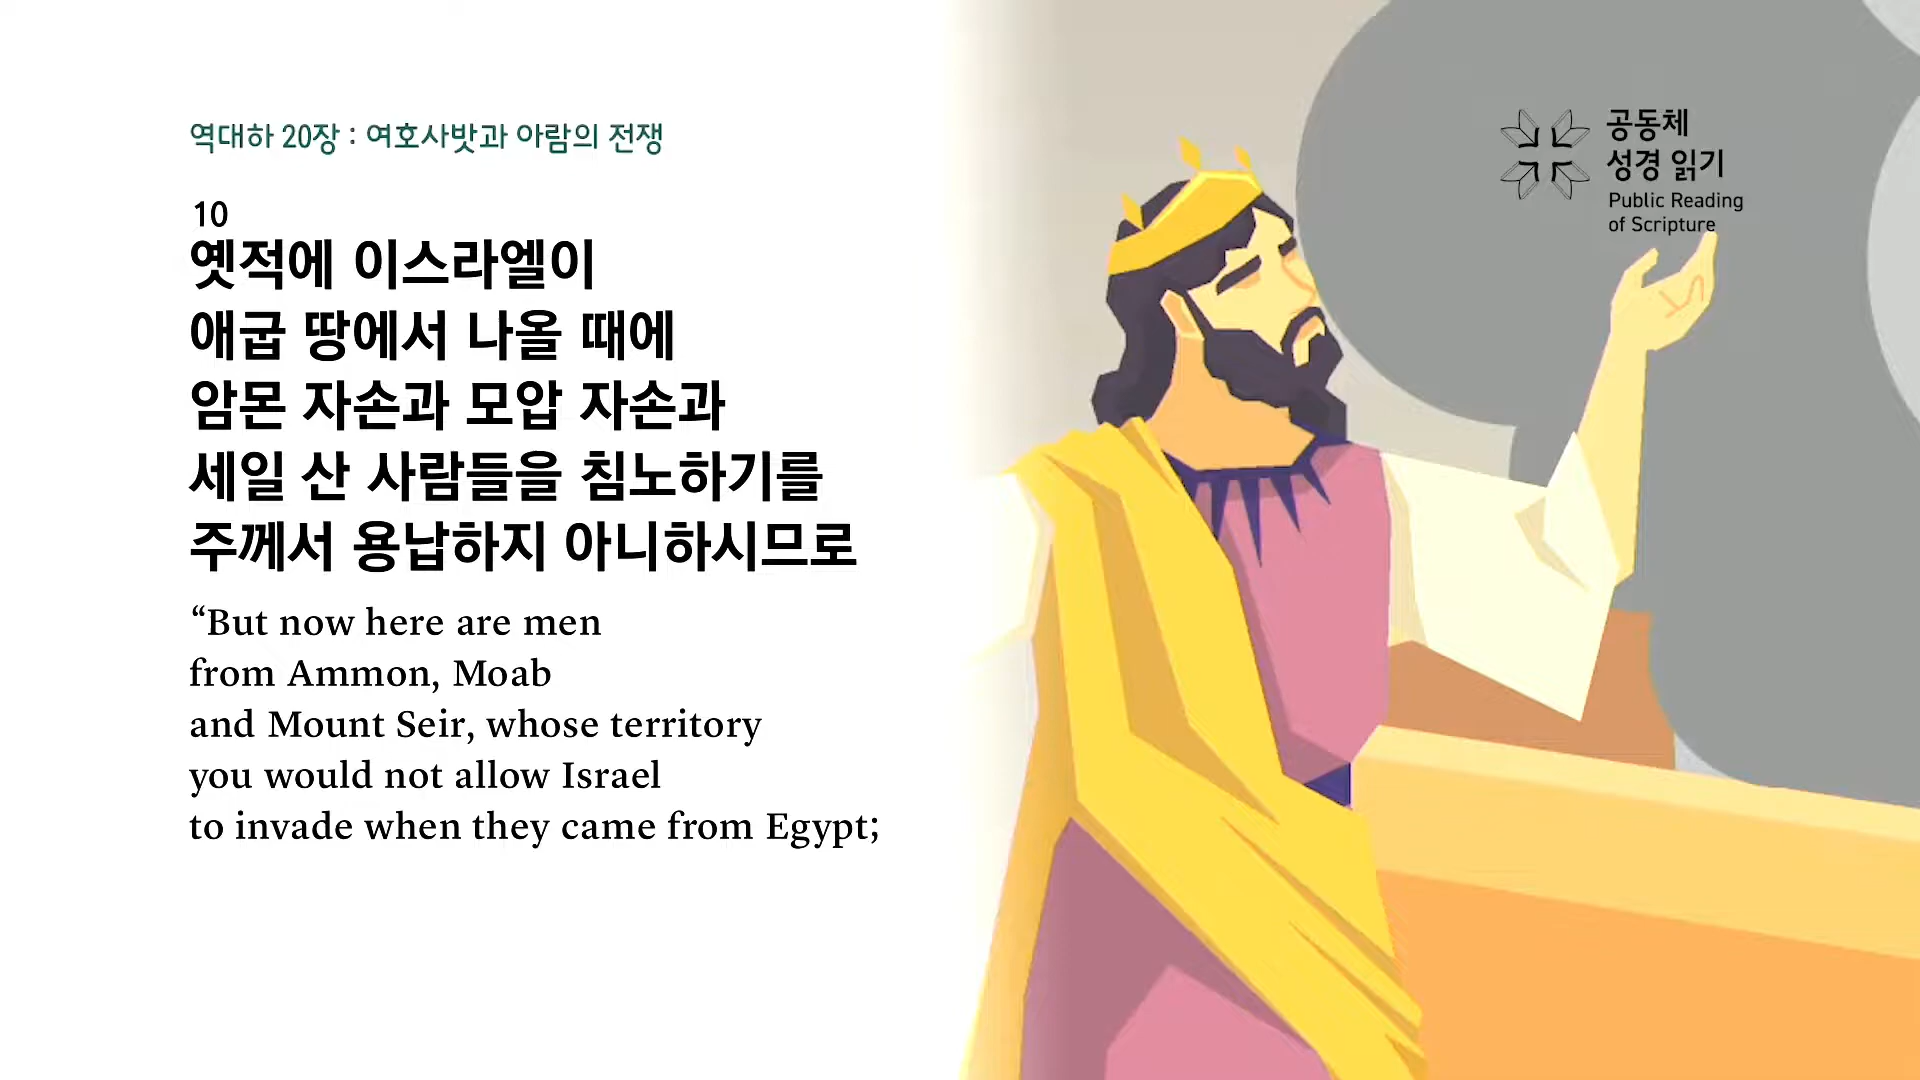 역대하 20장 : 여호사밧과 아람의 전쟁
10
옛적에 이스라엘이
애굽 땅에서 나올 때에
암몬 자손과 모압 자손과
세일 산 사람들을 침노하기를
주께서 용납하지 아니하시므로
“But now here are men
from Ammon, Moab
and Mount Seir, whose territory
you would not allow Israel
to invade when they came from Egypt;
공동체
성경 읽기
Public Reading
of Scripture